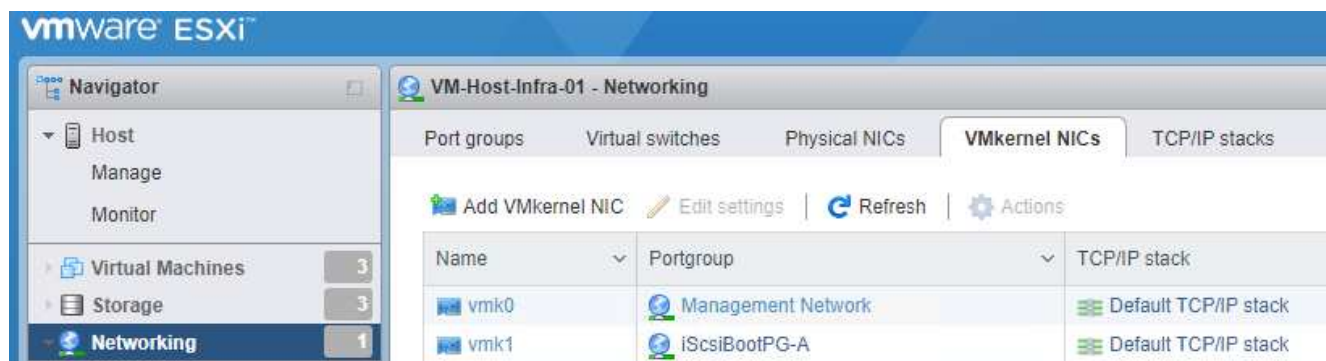 vmware ESXi™
Navigator
Host
Manage
Monitor
Virtual Machines 3
Storage 3
Networking 1
VM-Host-Infra-01 - Networking
Port groups Virtual switches Physical NICs VMkernel NICs TCP/IP stacks
Add VMkernel NIC Edit settings Refresh Actions
Name Portgroup TCP/IP stack
vmk0 Management Network Default TCP/IP stack
vmk1 iScsiBootPG-A Default TCP/IP stack